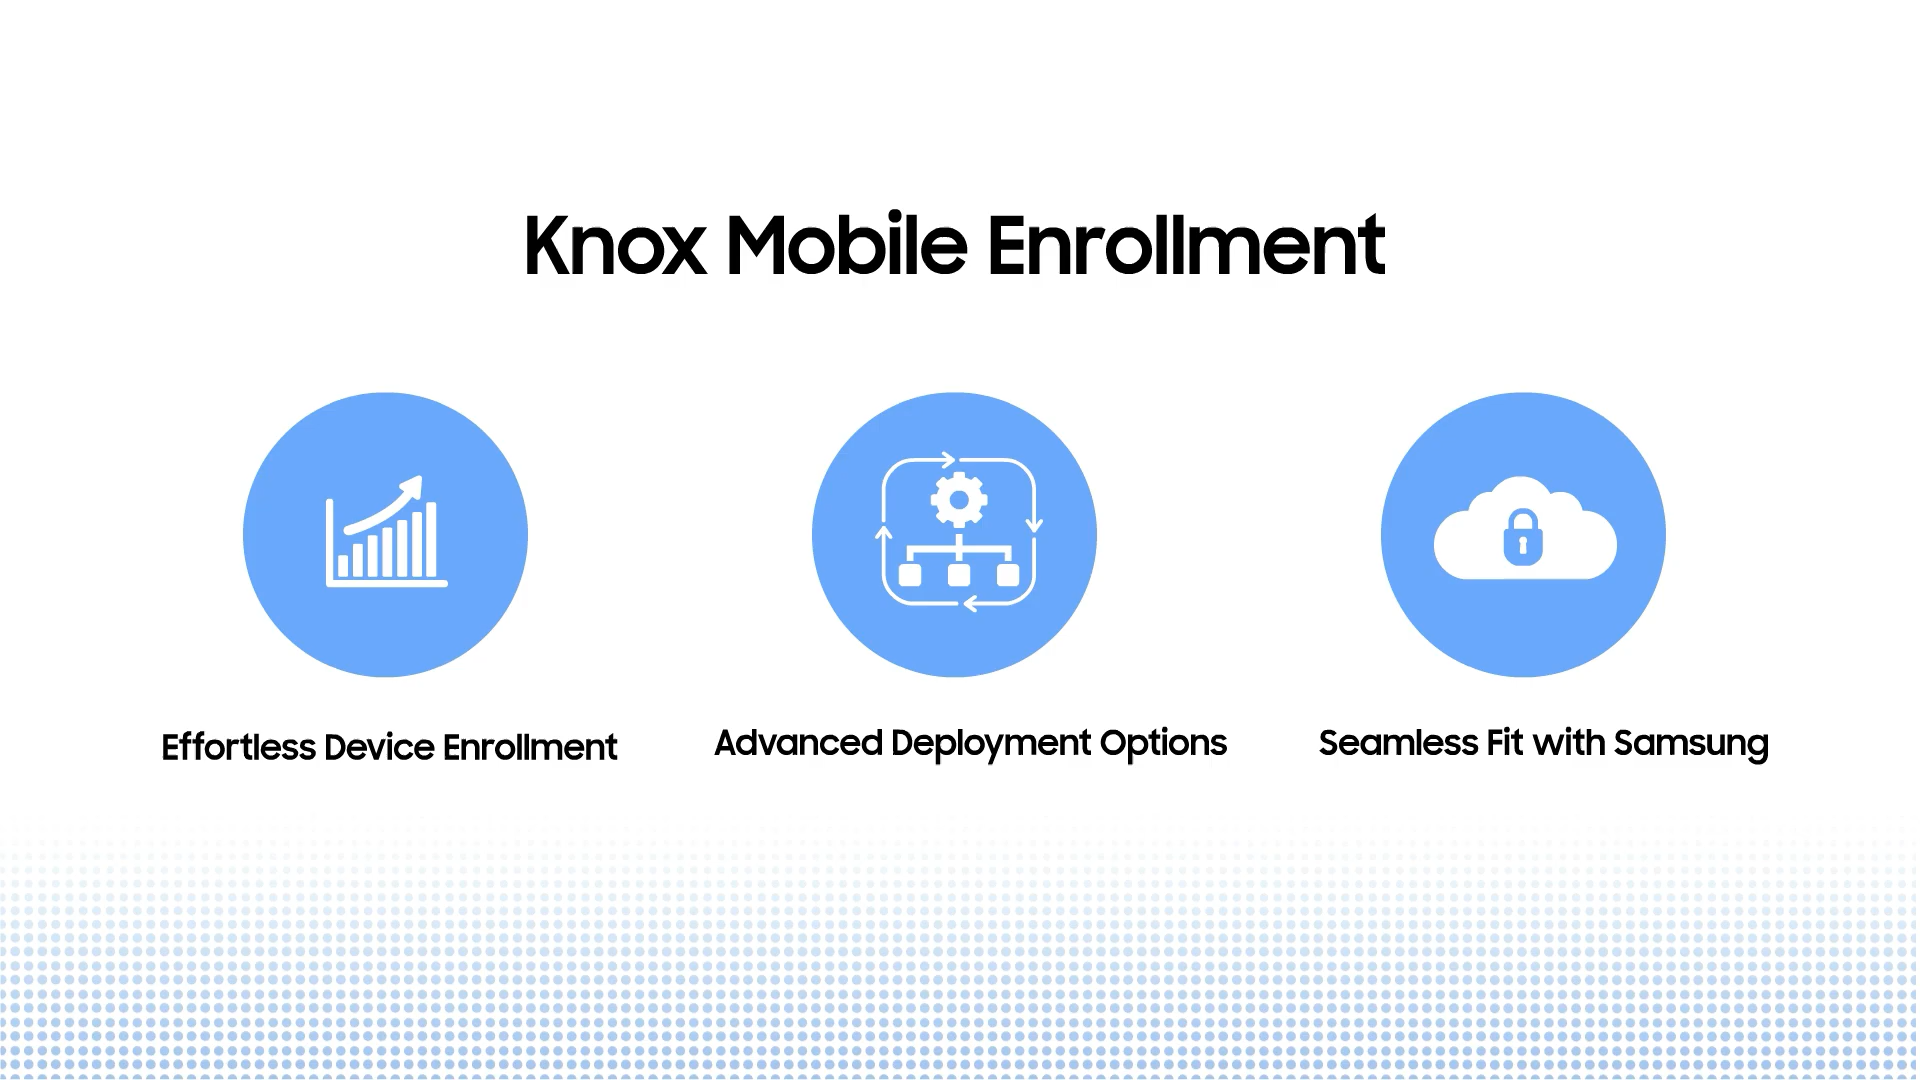 Knox Mobile Enrollment
Effortless Device Enrollment
Advanced Deployment Options
Seamless Fit with Samsung